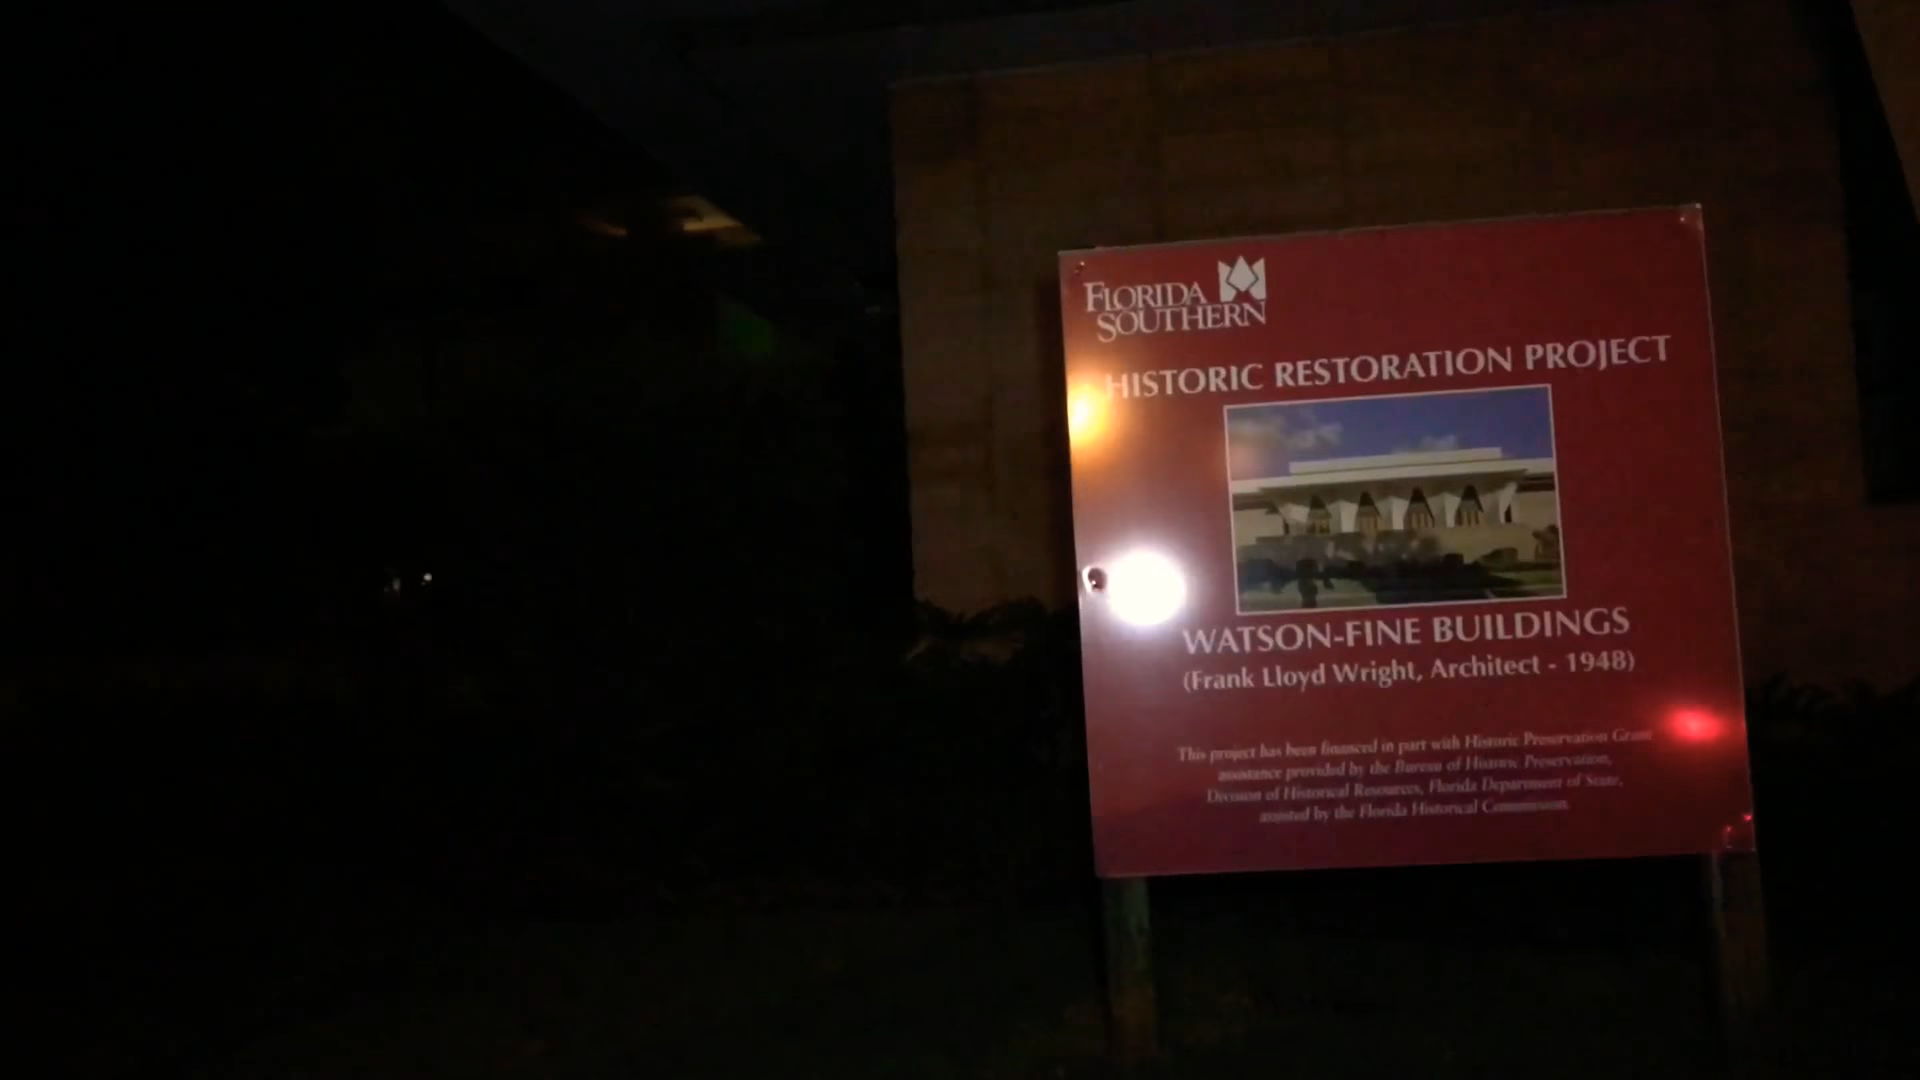 FLORIDA
SOUTHERN
HISTORIC RESTORATION PROJECT
WATSON-FINE BUILDINGS
(Frank Lloyd Wright, Architect - 1948)
This project has been financed in part with Historic Preservation Grant
assistance provided by the Bureau of Historic Preservation,
Division of Historical Resources, Florida Department of State,
assisted by the Florida Historical Commission.